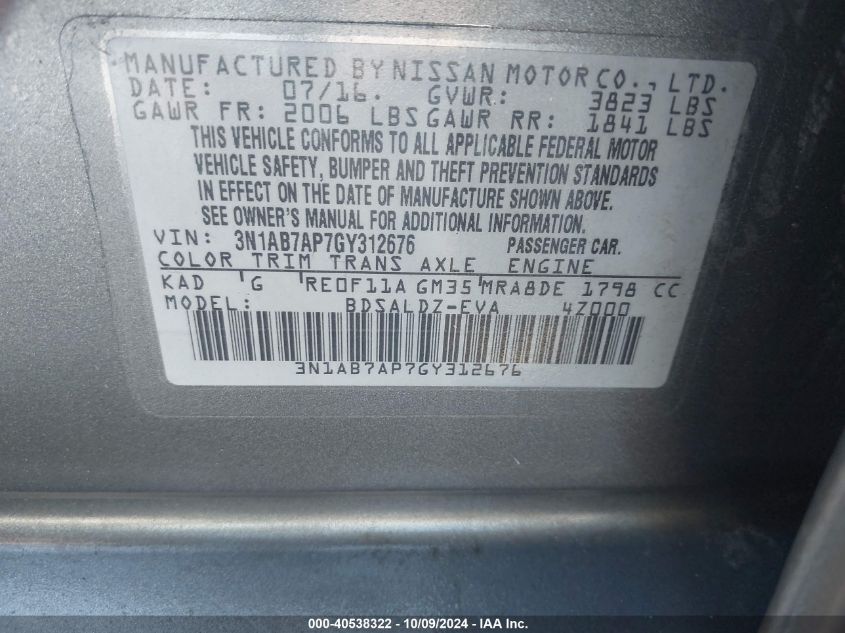 MANUFACTURED BY NISSAN MOTOR CO., LTD.
DATE: 07/16. GVWR: 3823 LBS
GAWR FR: 2006 LBS GAWR RR: 1841 LBS
THIS VEHICLE CONFORMS TO ALL APPLICABLE FEDERAL MOTOR
VEHICLE SAFETY, BUMPER AND THEFT PREVENTION STANDARDS
IN EFFECT ON THE DATE OF MANUFACTURE SHOWN ABOVE.
SEE OWNER'S MANUAL FOR ADDITIONAL INFORMATION.
VIN: 3N1AB7AP7GY312676 PASSENGER CAR.
COLOR TRIM TRANS AXLE ENGINE
KAD G RE0F11A GM35 MRA8DE 1798 CC
MODEL: BDSALDZ-EVA 4Z000
3N1AB7AP7GY312676
000-40538322 - 10/09/2024 - IAA Inc.